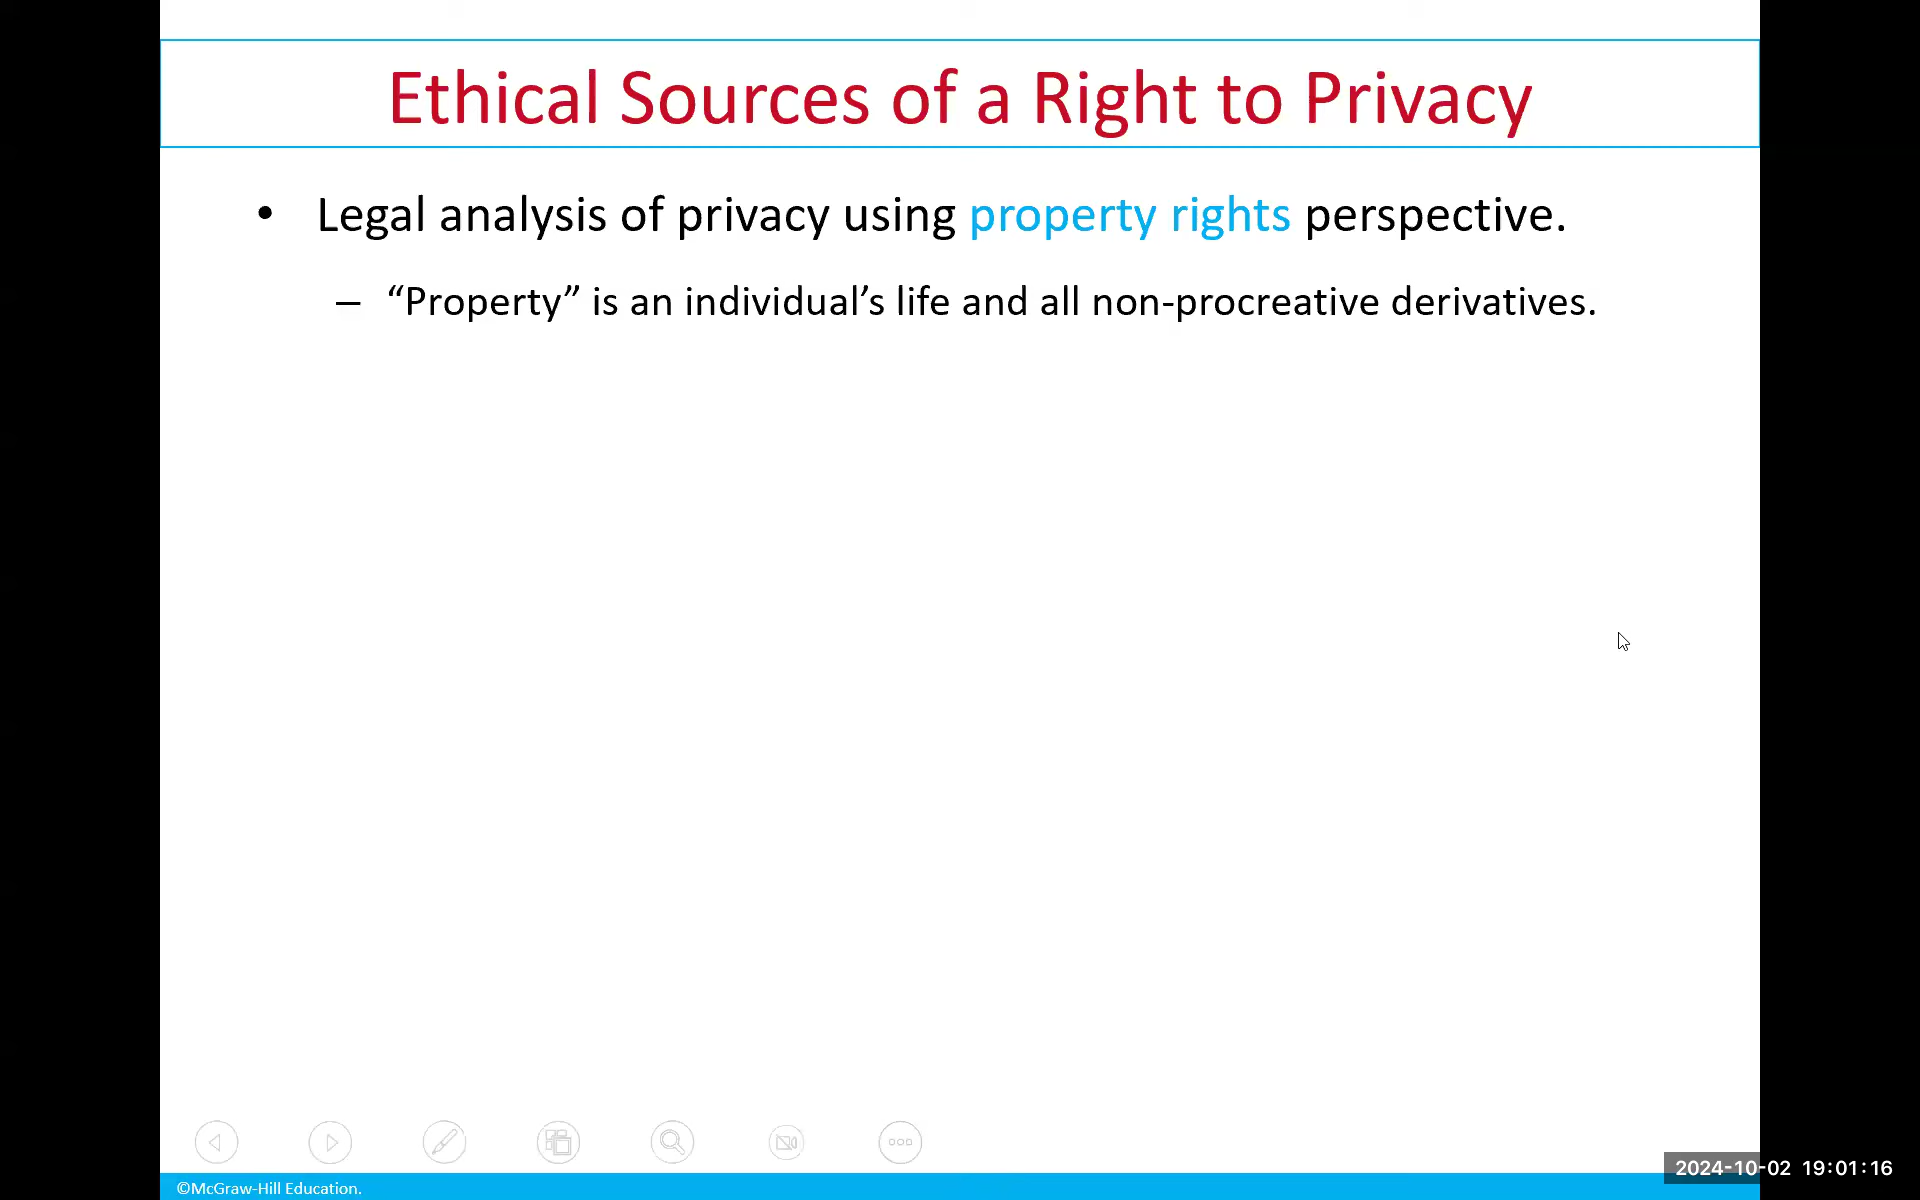 Ethical Sources of a Right to Privacy
• Legal analysis of privacy using property rights perspective.
– “Property” is an individual’s life and all non-procreative derivatives.
©McGraw-Hill Education.
2024-10-02 19:01:16